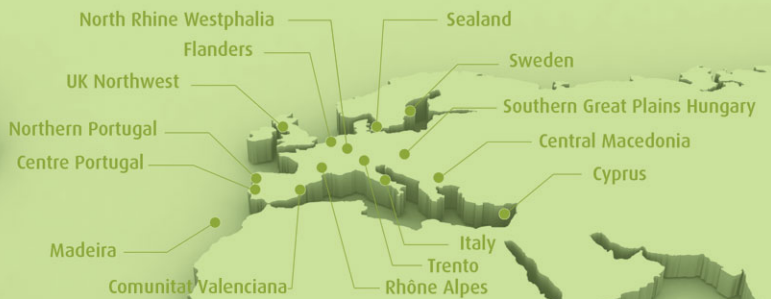 North Rhine Westphalia
Sealand
Flanders
Sweden
UK Northwest
Southern Great Plains Hungary
Northern Portugal
Central Macedonia
Centre Portugal
Cyprus
Madeira
Italy
Trento
Comunitat Valenciana
Rhône Alpes